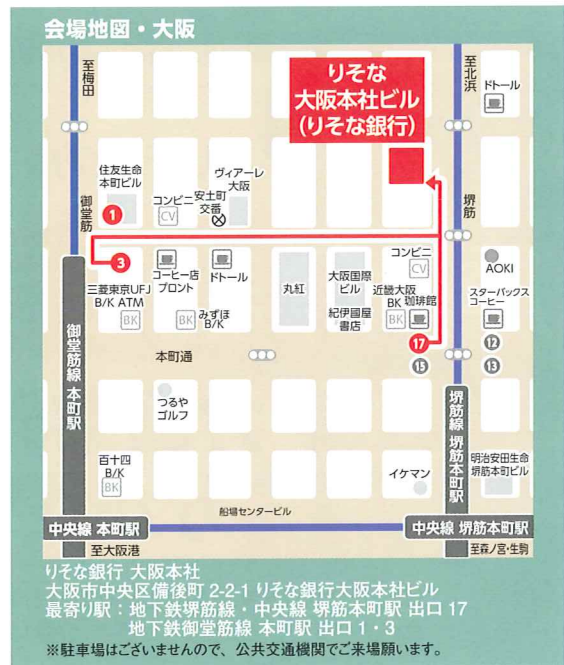 会場地図・大阪
至梅田
御堂筋
住友生命
本町ビル
1
コンビニ
CV
安土町
交番
ヴィアーレ
大阪
りそな
大阪本社ビル
(りそな銀行)
至北浜
ドトール
堺筋
3
三菱東京UFJ
B/K ATM
BK
コーヒー店
プロント
ドトール
みずほ
B/K
BK
丸紅
大阪国際
ビル
紀伊國屋
書店
コンビニ
CV
近畿大阪
BK
BK
珈琲館
AOKI
スターバックス
コーヒー
17
15
12
13
本町通
御堂筋線 本町駅
堺筋線 堺筋本町駅
つるや
ゴルフ
百十四
B/K
BK
イケマン
明治安田生命
堺筋本町ビル
船場センタービル
中央線 本町駅
中央線 堺筋本町駅
至大阪港
至森ノ宮・生駒
りそな銀行 大阪本社
大阪市中央区備後町 2-2-1 りそな銀行大阪本社ビル
最寄り駅：地下鉄堺筋線・中央線 堺筋本町駅 出口 17
地下鉄御堂筋線 本町駅 出口 1・3
※駐車場はございませんので、公共交通機関でご来場願います。